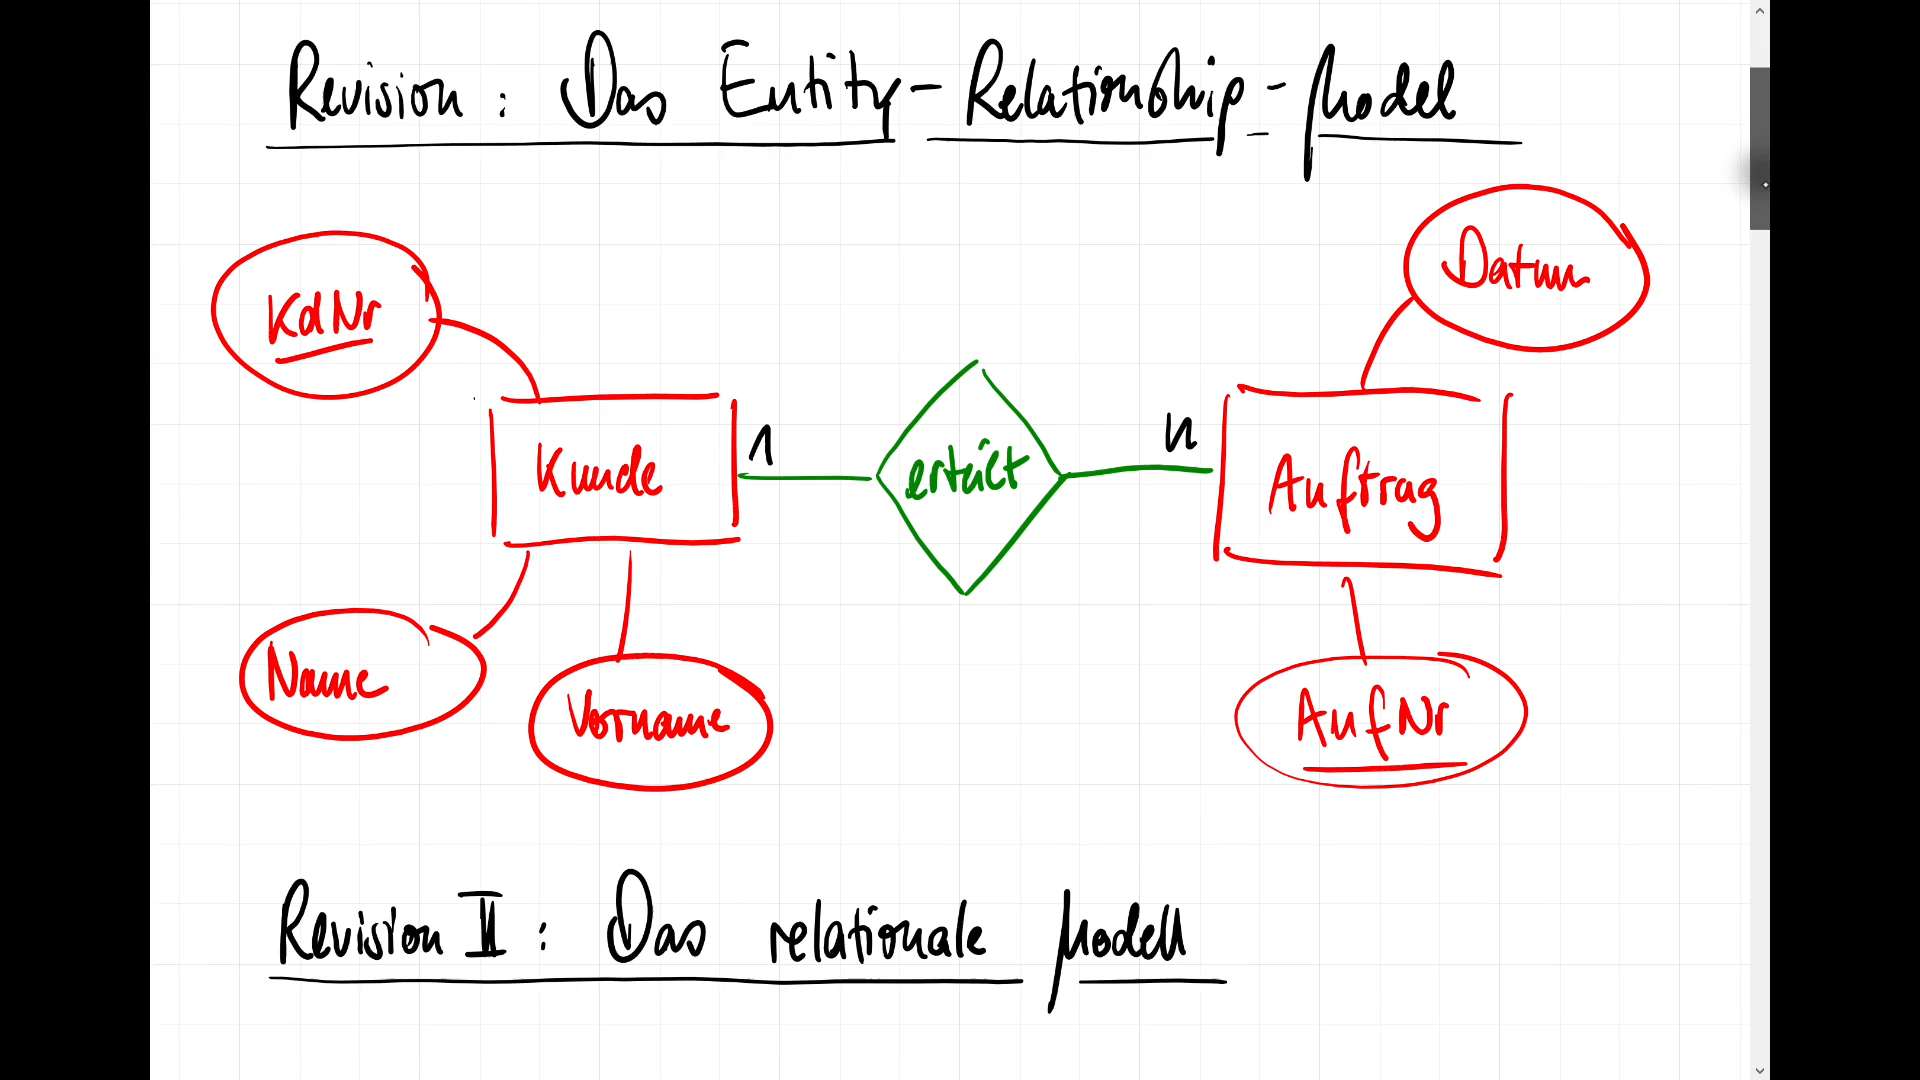 Revision : Das Entity-Relationship-Model
Datum
KdNr
1
n
Kunde
erteilt
Auftrag
Name
Vorname
AufNr
Revision II : Das relationale Modell